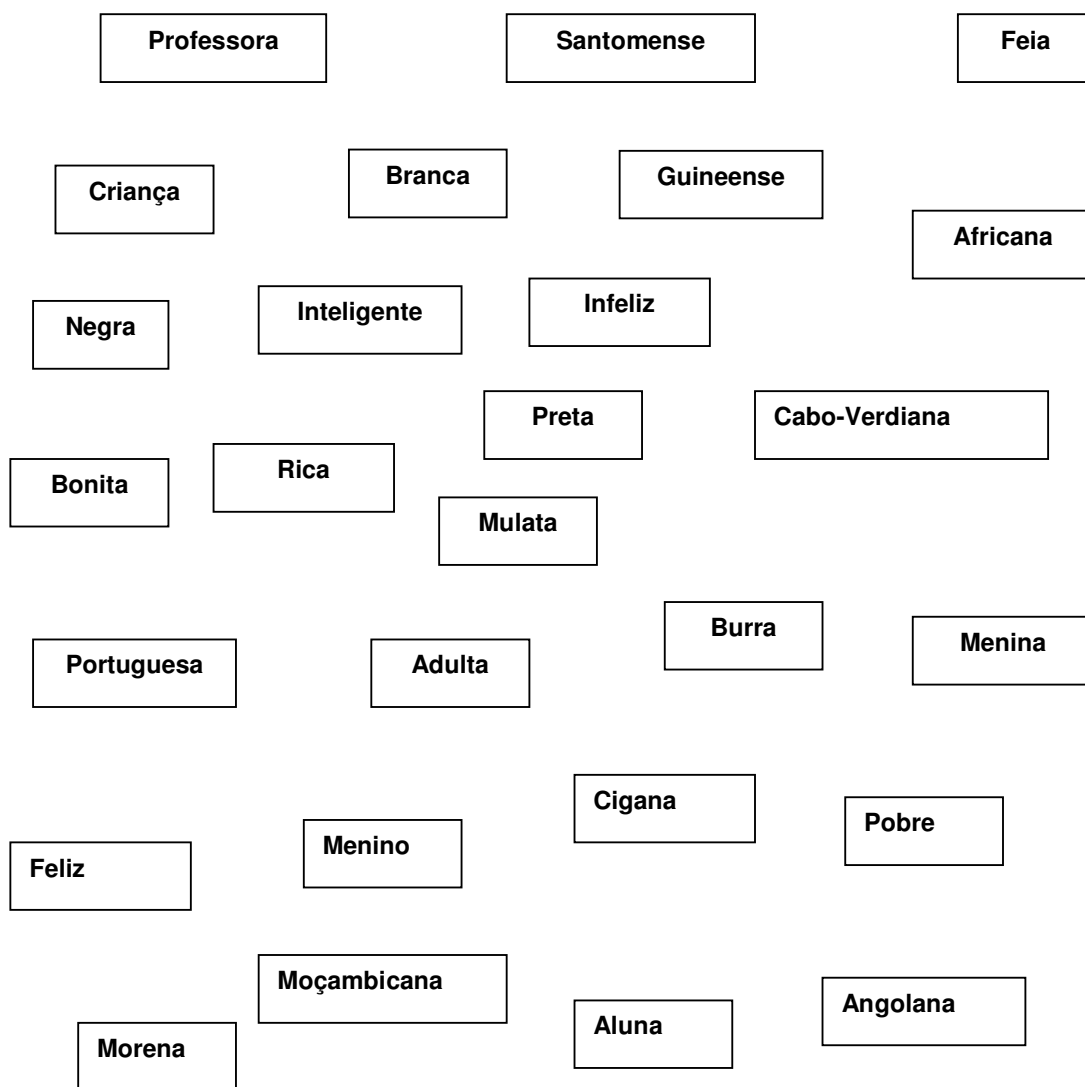 Professora
Santomense
Feia
Criança
Branca
Guineense
Africana
Negra
Inteligente
Infeliz
Preta
Cabo-Verdiana
Bonita
Rica
Mulata
Portuguesa
Adulta
Burra
Menina
Cigana
Pobre
Feliz
Menino
Moçambicana
Aluna
Angolana
Morena